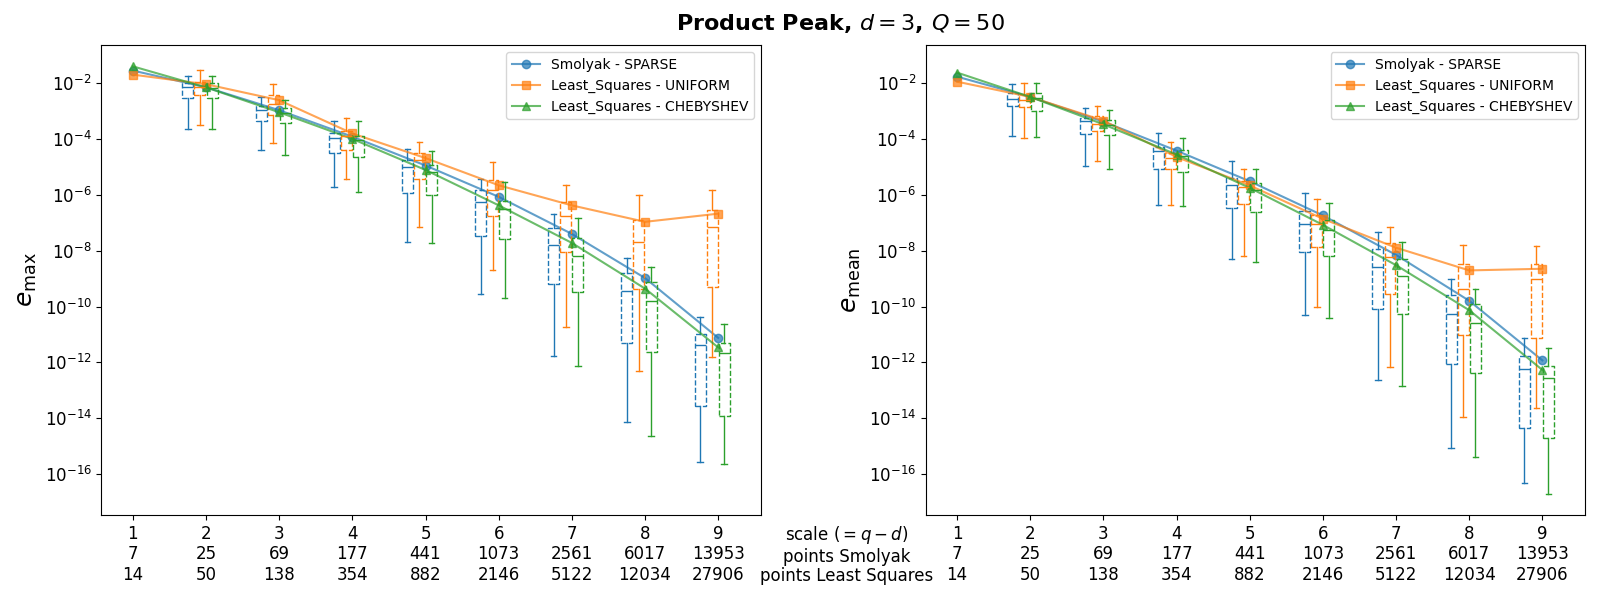 Product Peak, d = 3, Q = 50
e_max
10^−2
10^−4
10^−6
10^−8
10^−10
10^−12
10^−14
10^−16
Smolyak - SPARSE
Least_Squares - UNIFORM
Least_Squares - CHEBYSHEV
1 2 3 4 5 6 7 8 9
7 25 69 177 441 1073 2561 6017 13953
14 50 138 354 882 2146 5122 12034 27906
scale (= q − d)
points Smolyak
points Least Squares
e_mean
10^−2
10^−4
10^−6
10^−8
10^−10
10^−12
10^−14
10^−16
Smolyak - SPARSE
Least_Squares - UNIFORM
Least_Squares - CHEBYSHEV
1 2 3 4 5 6 7 8 9
7 25 69 177 441 1073 2561 6017 13953
14 50 138 354 882 2146 5122 12034 27906